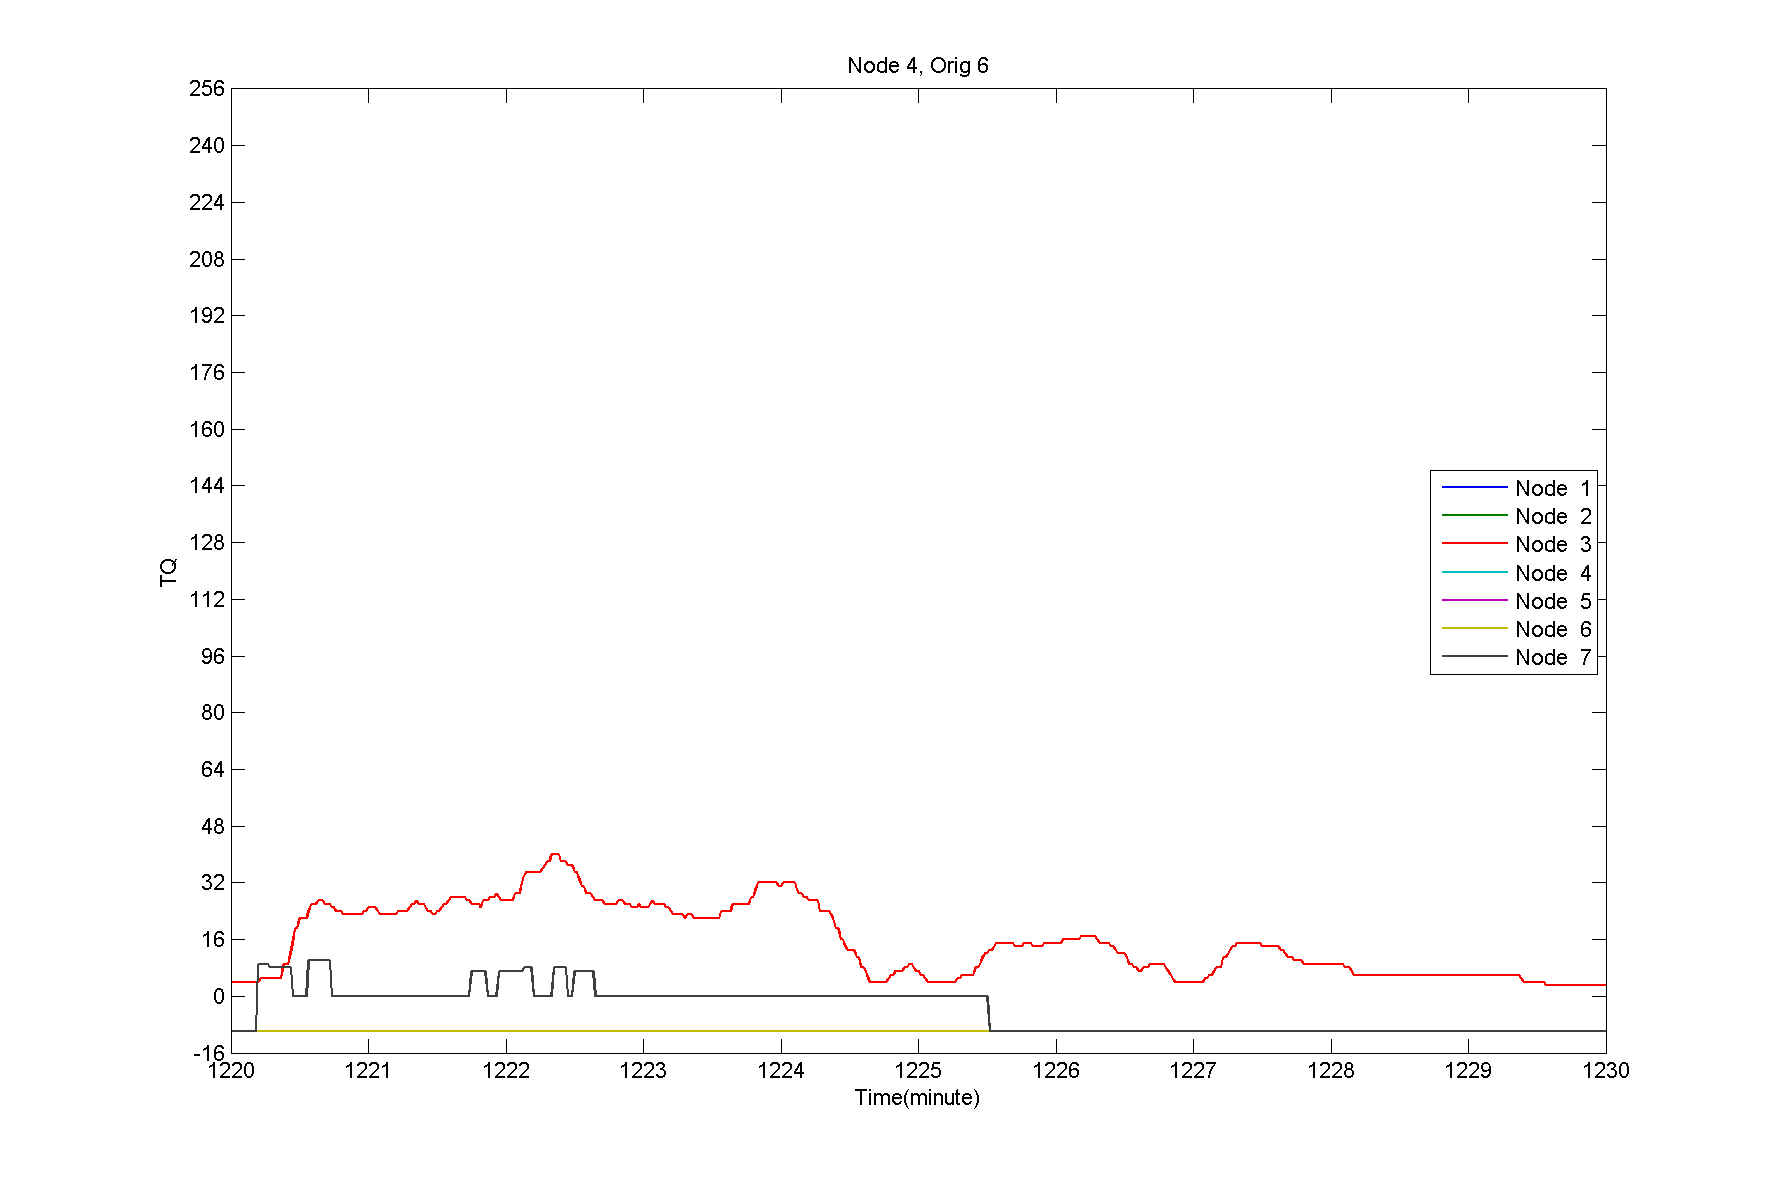 Node 4, Orig 6
256
240
224
208
192
176
160
144
128
112
96
80
64
48
32
16
0
-16
TQ
Node 1
Node 2
Node 3
Node 4
Node 5
Node 6
Node 7
1220 1221 1222 1223 1224 1225 1226 1227 1228 1229 1230
Time(minute)